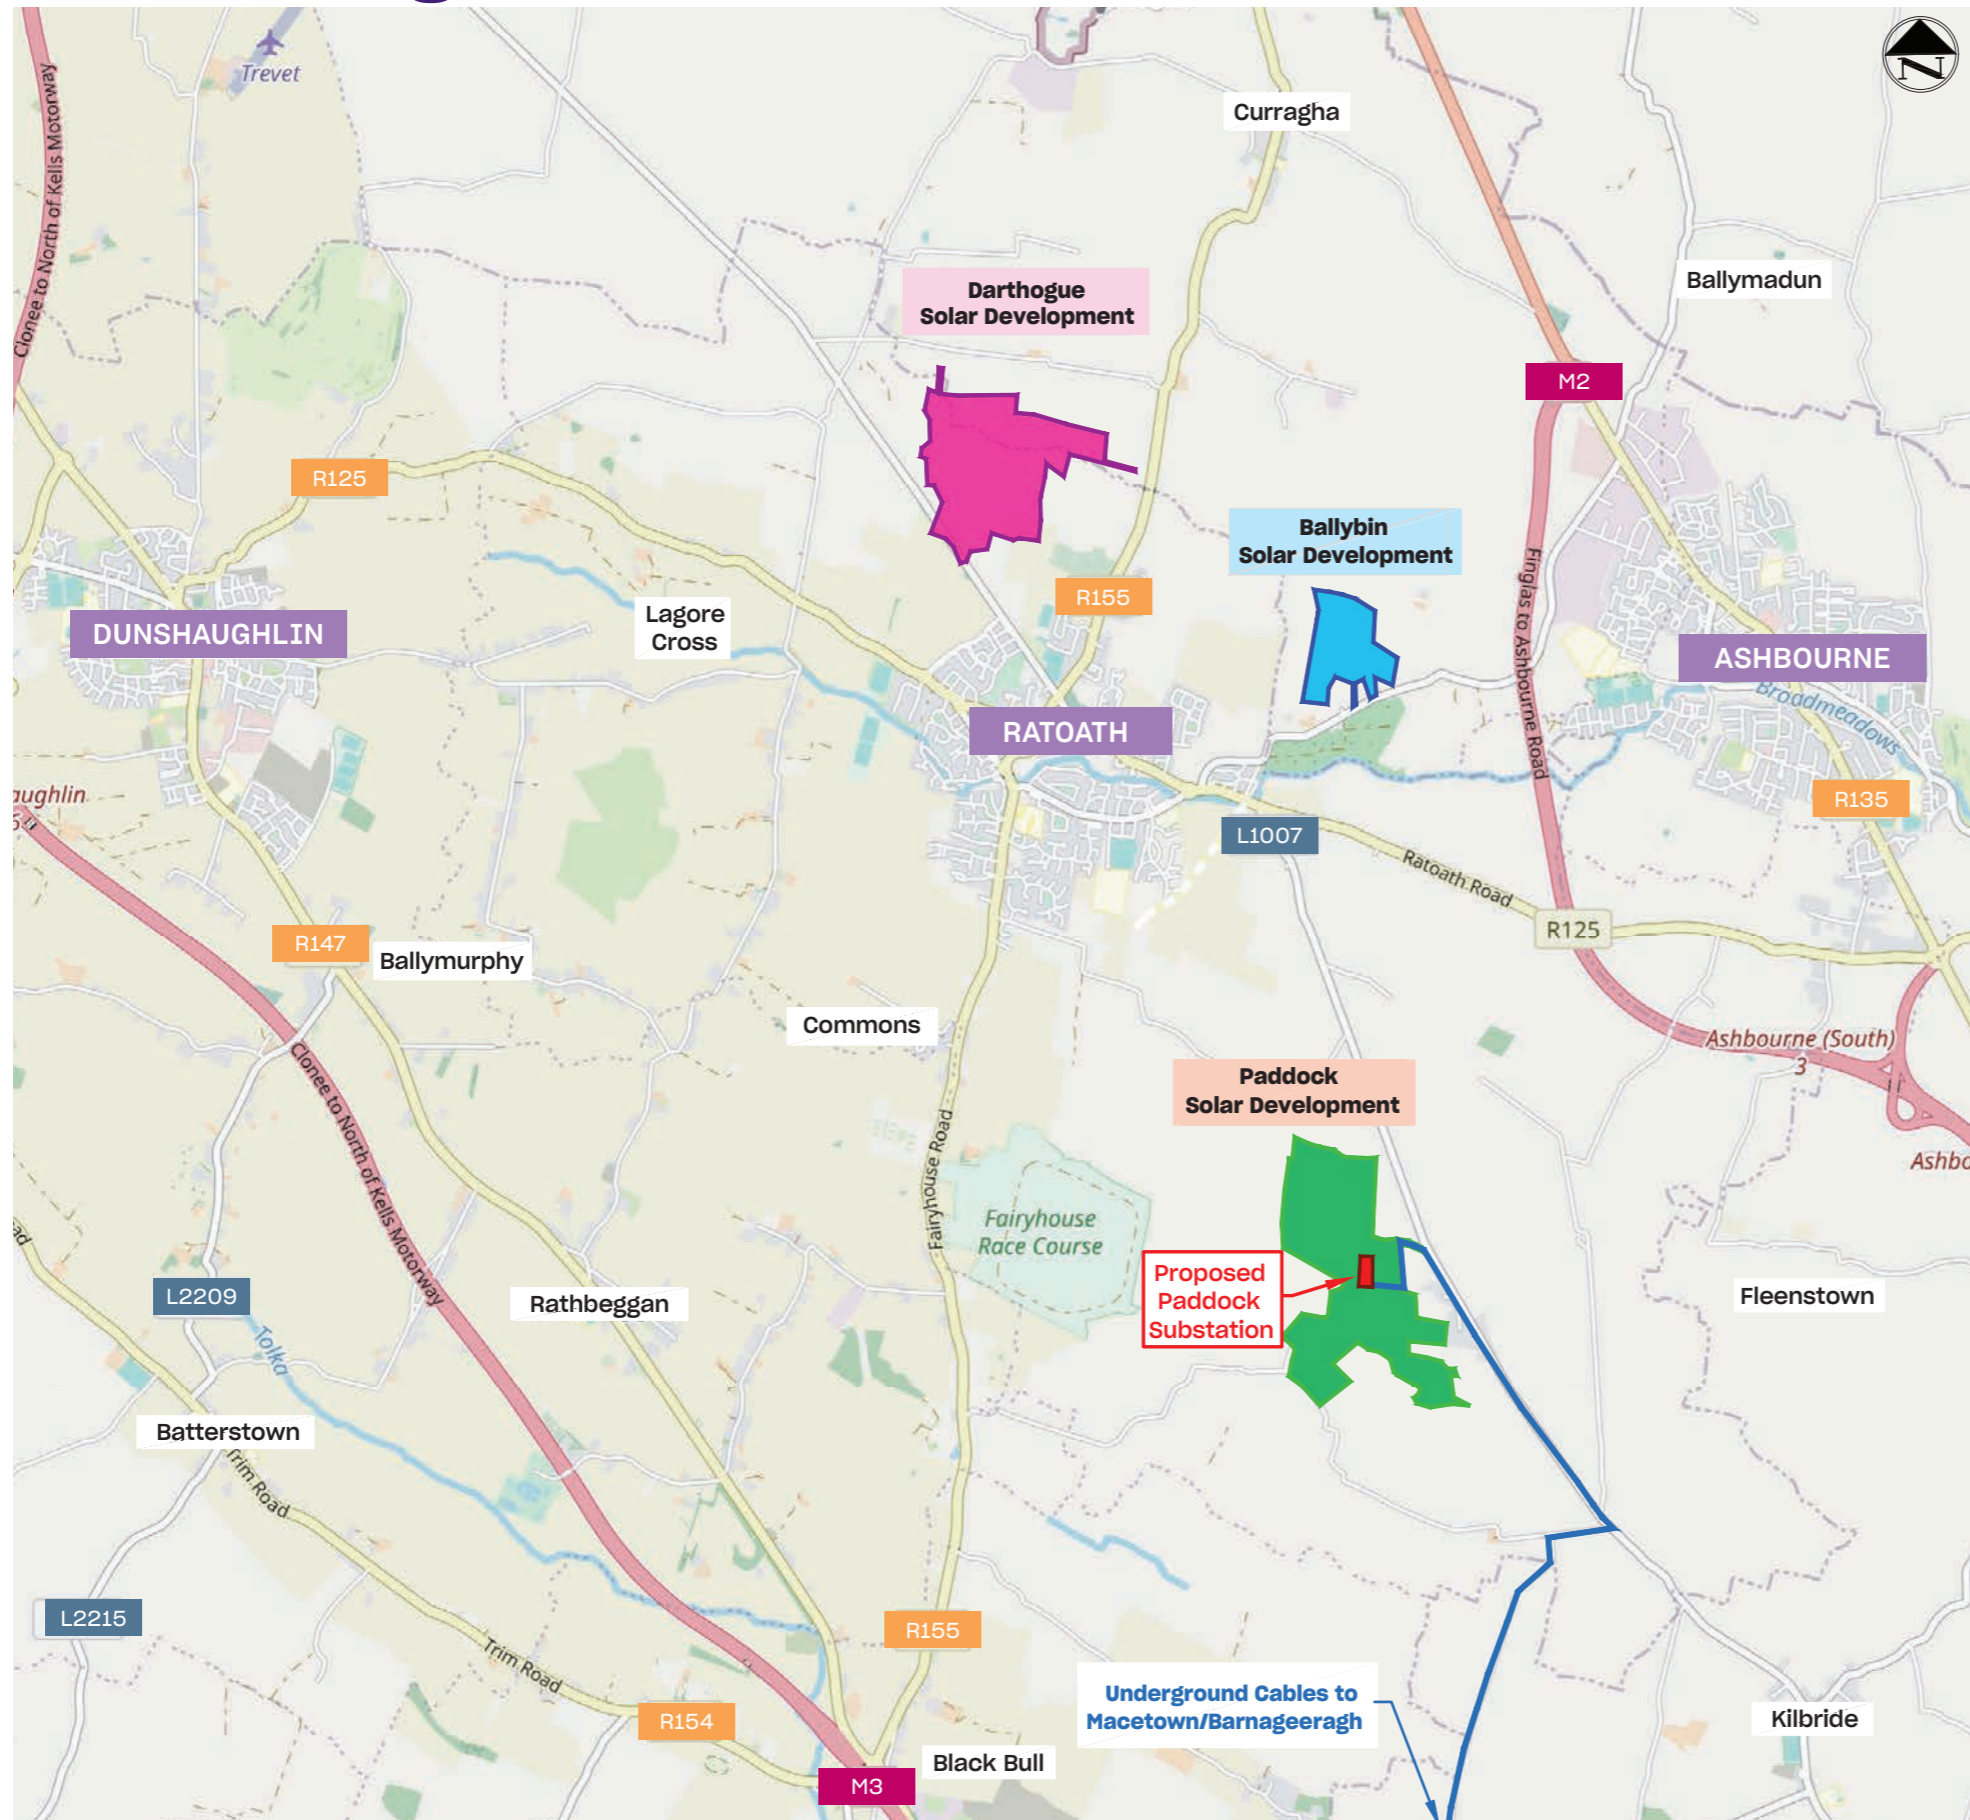 Trevet
N
Curragha
Clonee to North of Kells Motorway
Ballymadun
Darthogue
Solar Development
M2
R125
Ballybin
Solar Development
Finglas to Ashbourne Road
R155
Lagore
Cross
DUNSHAUGHLIN
ASHBOURNE
Broadmeadows
RATOATH
aughlin
R135
L1007
Ratoath Road
R125
R147
Ballymurphy
Commons
Ashbourne (South)
3
Clonee to North of Kells Motorway
Paddock
Solar Development
Fairyhouse Road
Ashbo
Fairyhouse
Race Course
ad
Proposed
Paddock
Substation
L2209
Rathbeggan
Fleenstown
Tolka
Batterstown
Trim Road
L2215
R155
Trim Road
Underground Cables to
Macetown/Barnageeragh
R154
Kilbride
Black Bull
M3